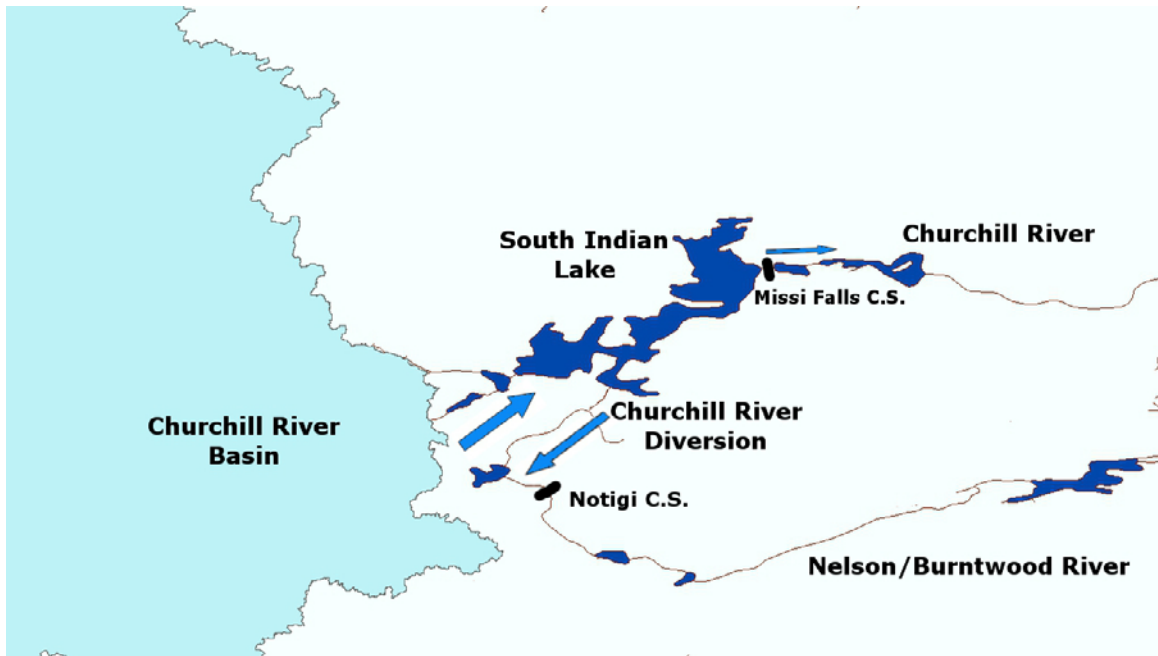 South Indian
Lake
Churchill River
Missi Falls C.S.
Churchill River
Basin
Churchill River
Diversion
Notigi C.S.
Nelson/Burntwood River